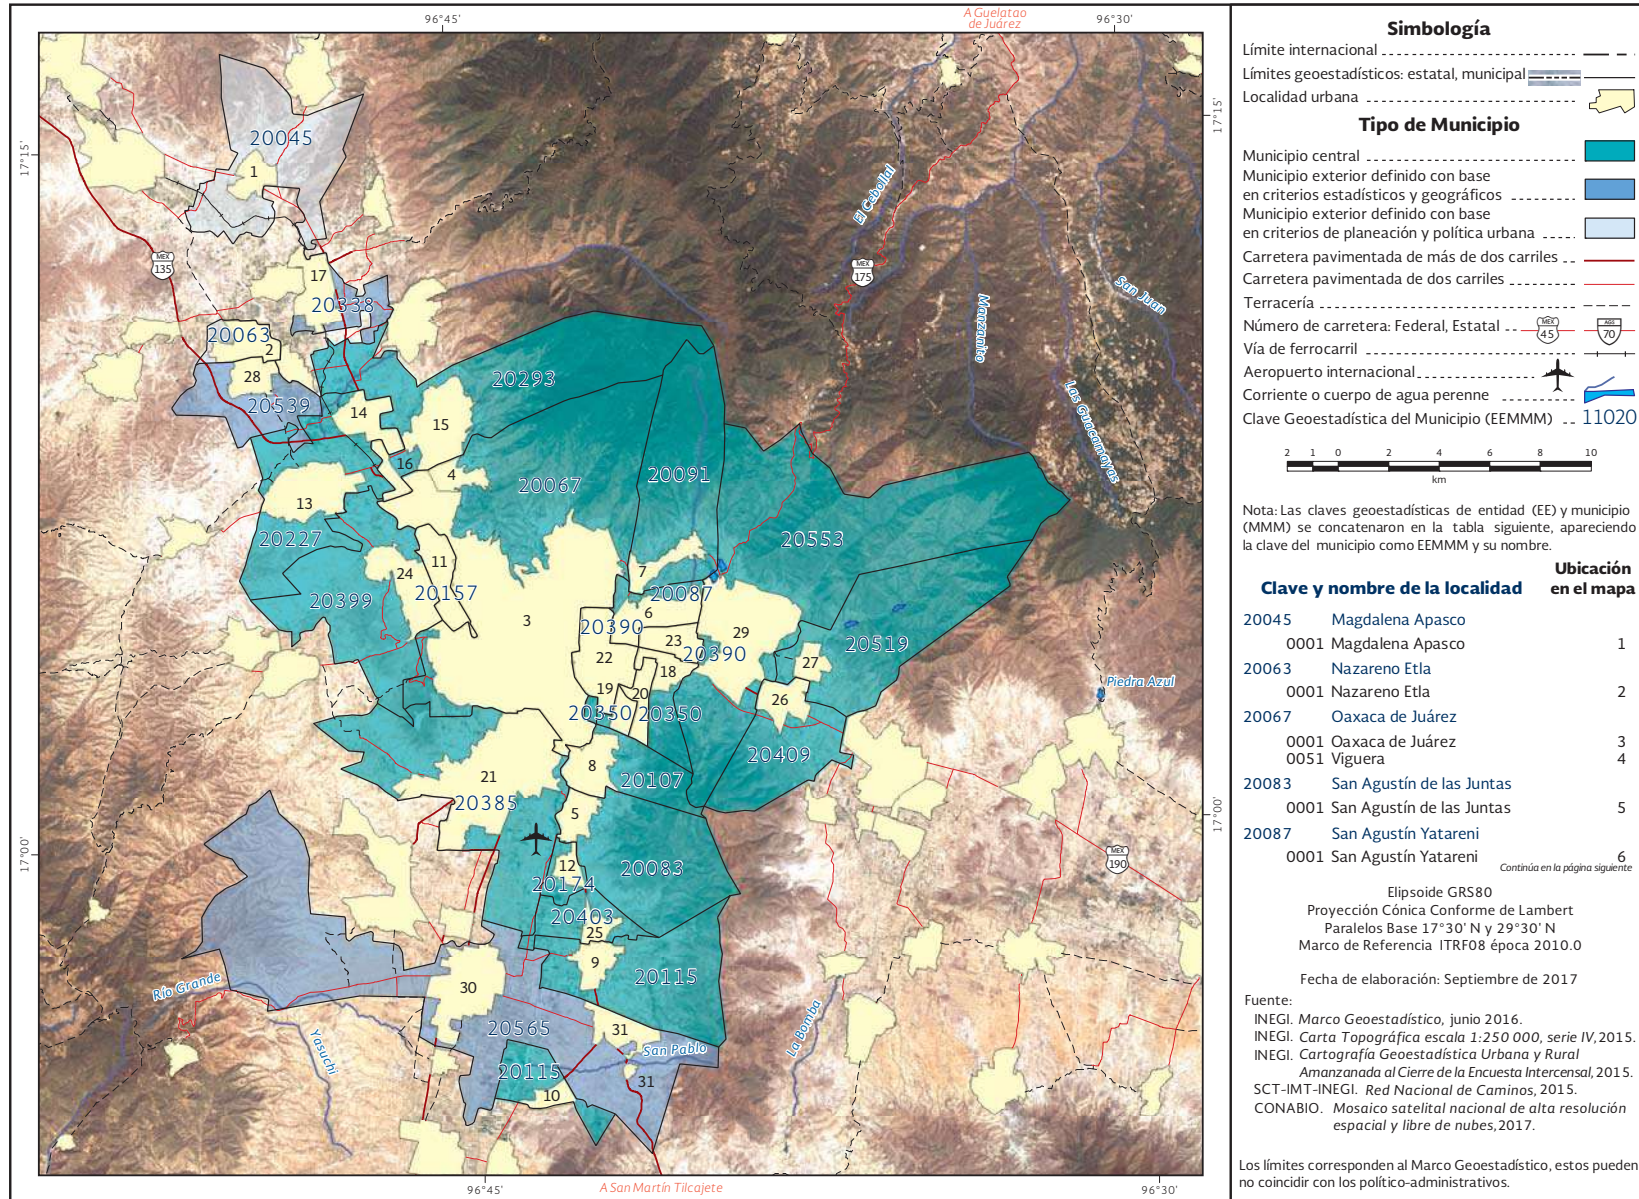 A Guelatao
de Juárez
96°45'
96°30'
17°15'
17°15'
17°00'
17°00'
96°45'
96°30'
A San Martín Tilcajete
20045
1
MEX
135
17
20338
20063
2
28
20539
14
20293
15
16
4
13
20067
20091
20227
11
24
20157
20399
3
7
20087
6
20390
23
22
18
20390
29
19
20
20350
20350
20553
20519
27
26
20409
8
20107
21
20385
5
12
20174
20083
20403
25
9
20115
30
20565
31
31
20115
10
MEX
175
MEX
190
El Cebollal
Manzanito
San Juan
Las Guacamayas
Piedra Azul
Río Grande
Yasuchi
San Pablo
La Bomba
Simbología
Límite internacional
Límites geoestadísticos: estatal, municipal
Localidad urbana
Tipo de Municipio
Municipio central
Municipio exterior definido con base
en criterios estadísticos y geográficos
Municipio exterior definido con base
en criterios de planeación y política urbana
Carretera pavimentada de más de dos carriles
Carretera pavimentada de dos carriles
Terracería
Número de carretera: Federal, Estatal MEX 45 AGS 70
Vía de ferrocarril
Aeropuerto internacional
Corriente o cuerpo de agua perenne
Clave Geoestadística del Municipio (EEMMM) 11020
2 1 0 2 4 6 8 10
km
Nota: Las claves geoestadísticas de entidad (EE) y municipio
(MMM) se concatenaron en la tabla siguiente, apareciendo
la clave del municipio como EEMMM y su nombre.
Clave y nombre de la localidad
Ubicación
en el mapa
20045 Magdalena Apasco
0001 Magdalena Apasco 1
20063 Nazareno Etla
0001 Nazareno Etla 2
20067 Oaxaca de Juárez
0001 Oaxaca de Juárez 3
0051 Viguera 4
20083 San Agustín de las Juntas
0001 San Agustín de las Juntas 5
20087 San Agustín Yatareni
0001 San Agustín Yatareni 6
Continúa en la página siguiente
Elipsoide GRS80
Proyección Cónica Conforme de Lambert
Paralelos Base 17°30' N y 29°30' N
Marco de Referencia ITRF08 época 2010.0
Fecha de elaboración: Septiembre de 2017
Fuente:
INEGI. Marco Geoestadístico, junio 2016.
INEGI. Carta Topográfica escala 1:250 000, serie IV, 2015.
INEGI. Cartografía Geoestadística Urbana y Rural
Amanzanada al Cierre de la Encuesta Intercensal, 2015.
SCT-IMT-INEGI. Red Nacional de Caminos, 2015.
CONABIO. Mosaico satelital nacional de alta resolución
espacial y libre de nubes, 2017.
Los límites corresponden al Marco Geoestadístico, estos pueden
no coincidir con los político-administrativos.